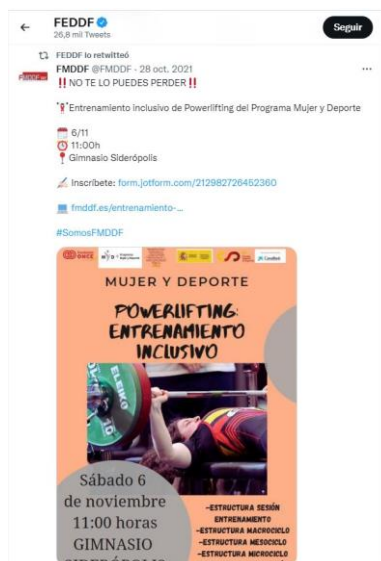 FEDDF
26,8 mil Tweets
Seguir
FEDDF lo retwitteó
FMDDF @FMDDF · 28 oct. 2021
‼️NO TE LO PUEDES PERDER‼️
Entrenamiento inclusivo de Powerlifting del Programa Mujer y Deporte
6/11
11:00h
Gimnasio Siderópolis
Inscríbete: form.jotform.com/212982726452360
fmddf.es/entrenamiento-...
#SomosFMDDF
ONCE
MUJER Y DEPORTE
POWERLIFTING:
ENTRENAMIENTO
INCLUSIVO
ELEIKO
Sábado 6
de noviembre
11:00 horas
GIMNASIO
SIDERÓPOLIS
-ESTRUCTURA SESIÓN
ENTRENAMIENTO
-ESTRUCTURA MACROCICLO
-ESTRUCTURA MESOCICLO
-ESTRUCTURA MICROCICLO